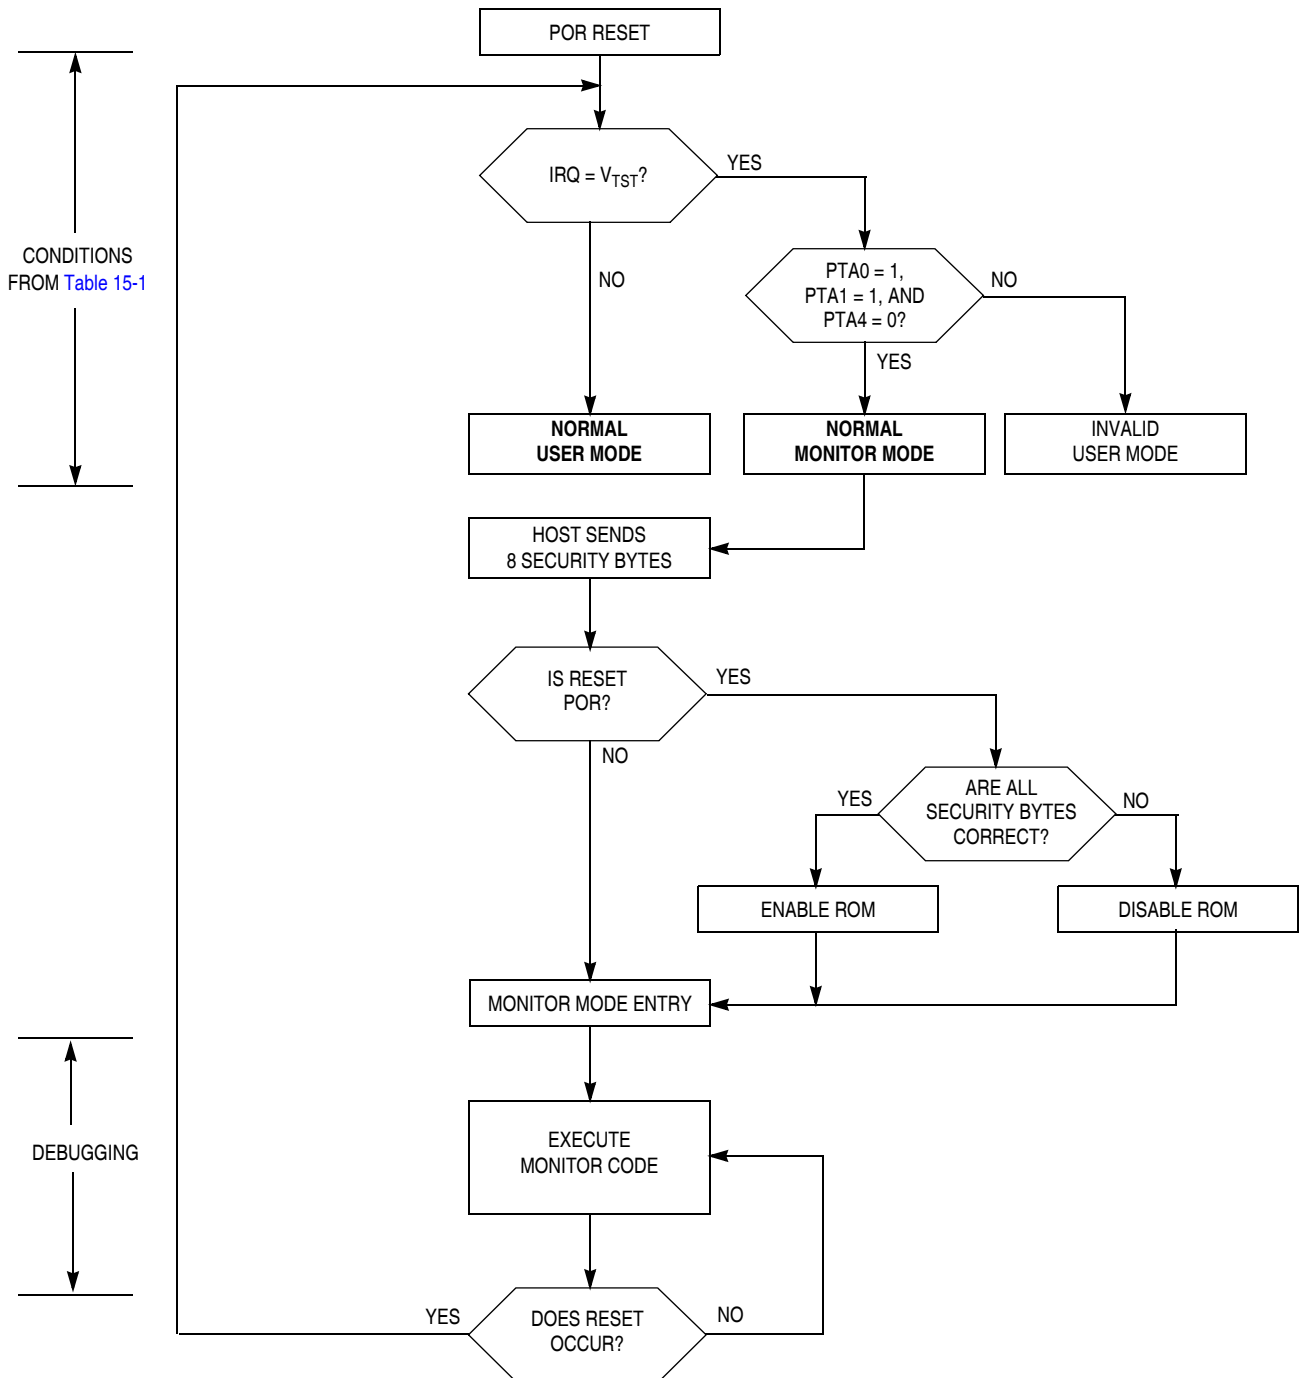 POR RESET
IRQ = VTST?
YES
CONDITIONS
FROM Table 15-1
NO
PTA0 = 1,
PTA1 = 1, AND
PTA4 = 0?
NO
YES
NORMAL
USER MODE
NORMAL
MONITOR MODE
INVALID
USER MODE
HOST SENDS
8 SECURITY BYTES
IS RESET
POR?
YES
NO
ARE ALL
SECURITY BYTES
CORRECT?
YES
NO
ENABLE ROM
DISABLE ROM
MONITOR MODE ENTRY
DEBUGGING
EXECUTE
MONITOR CODE
YES
DOES RESET
OCCUR?
NO